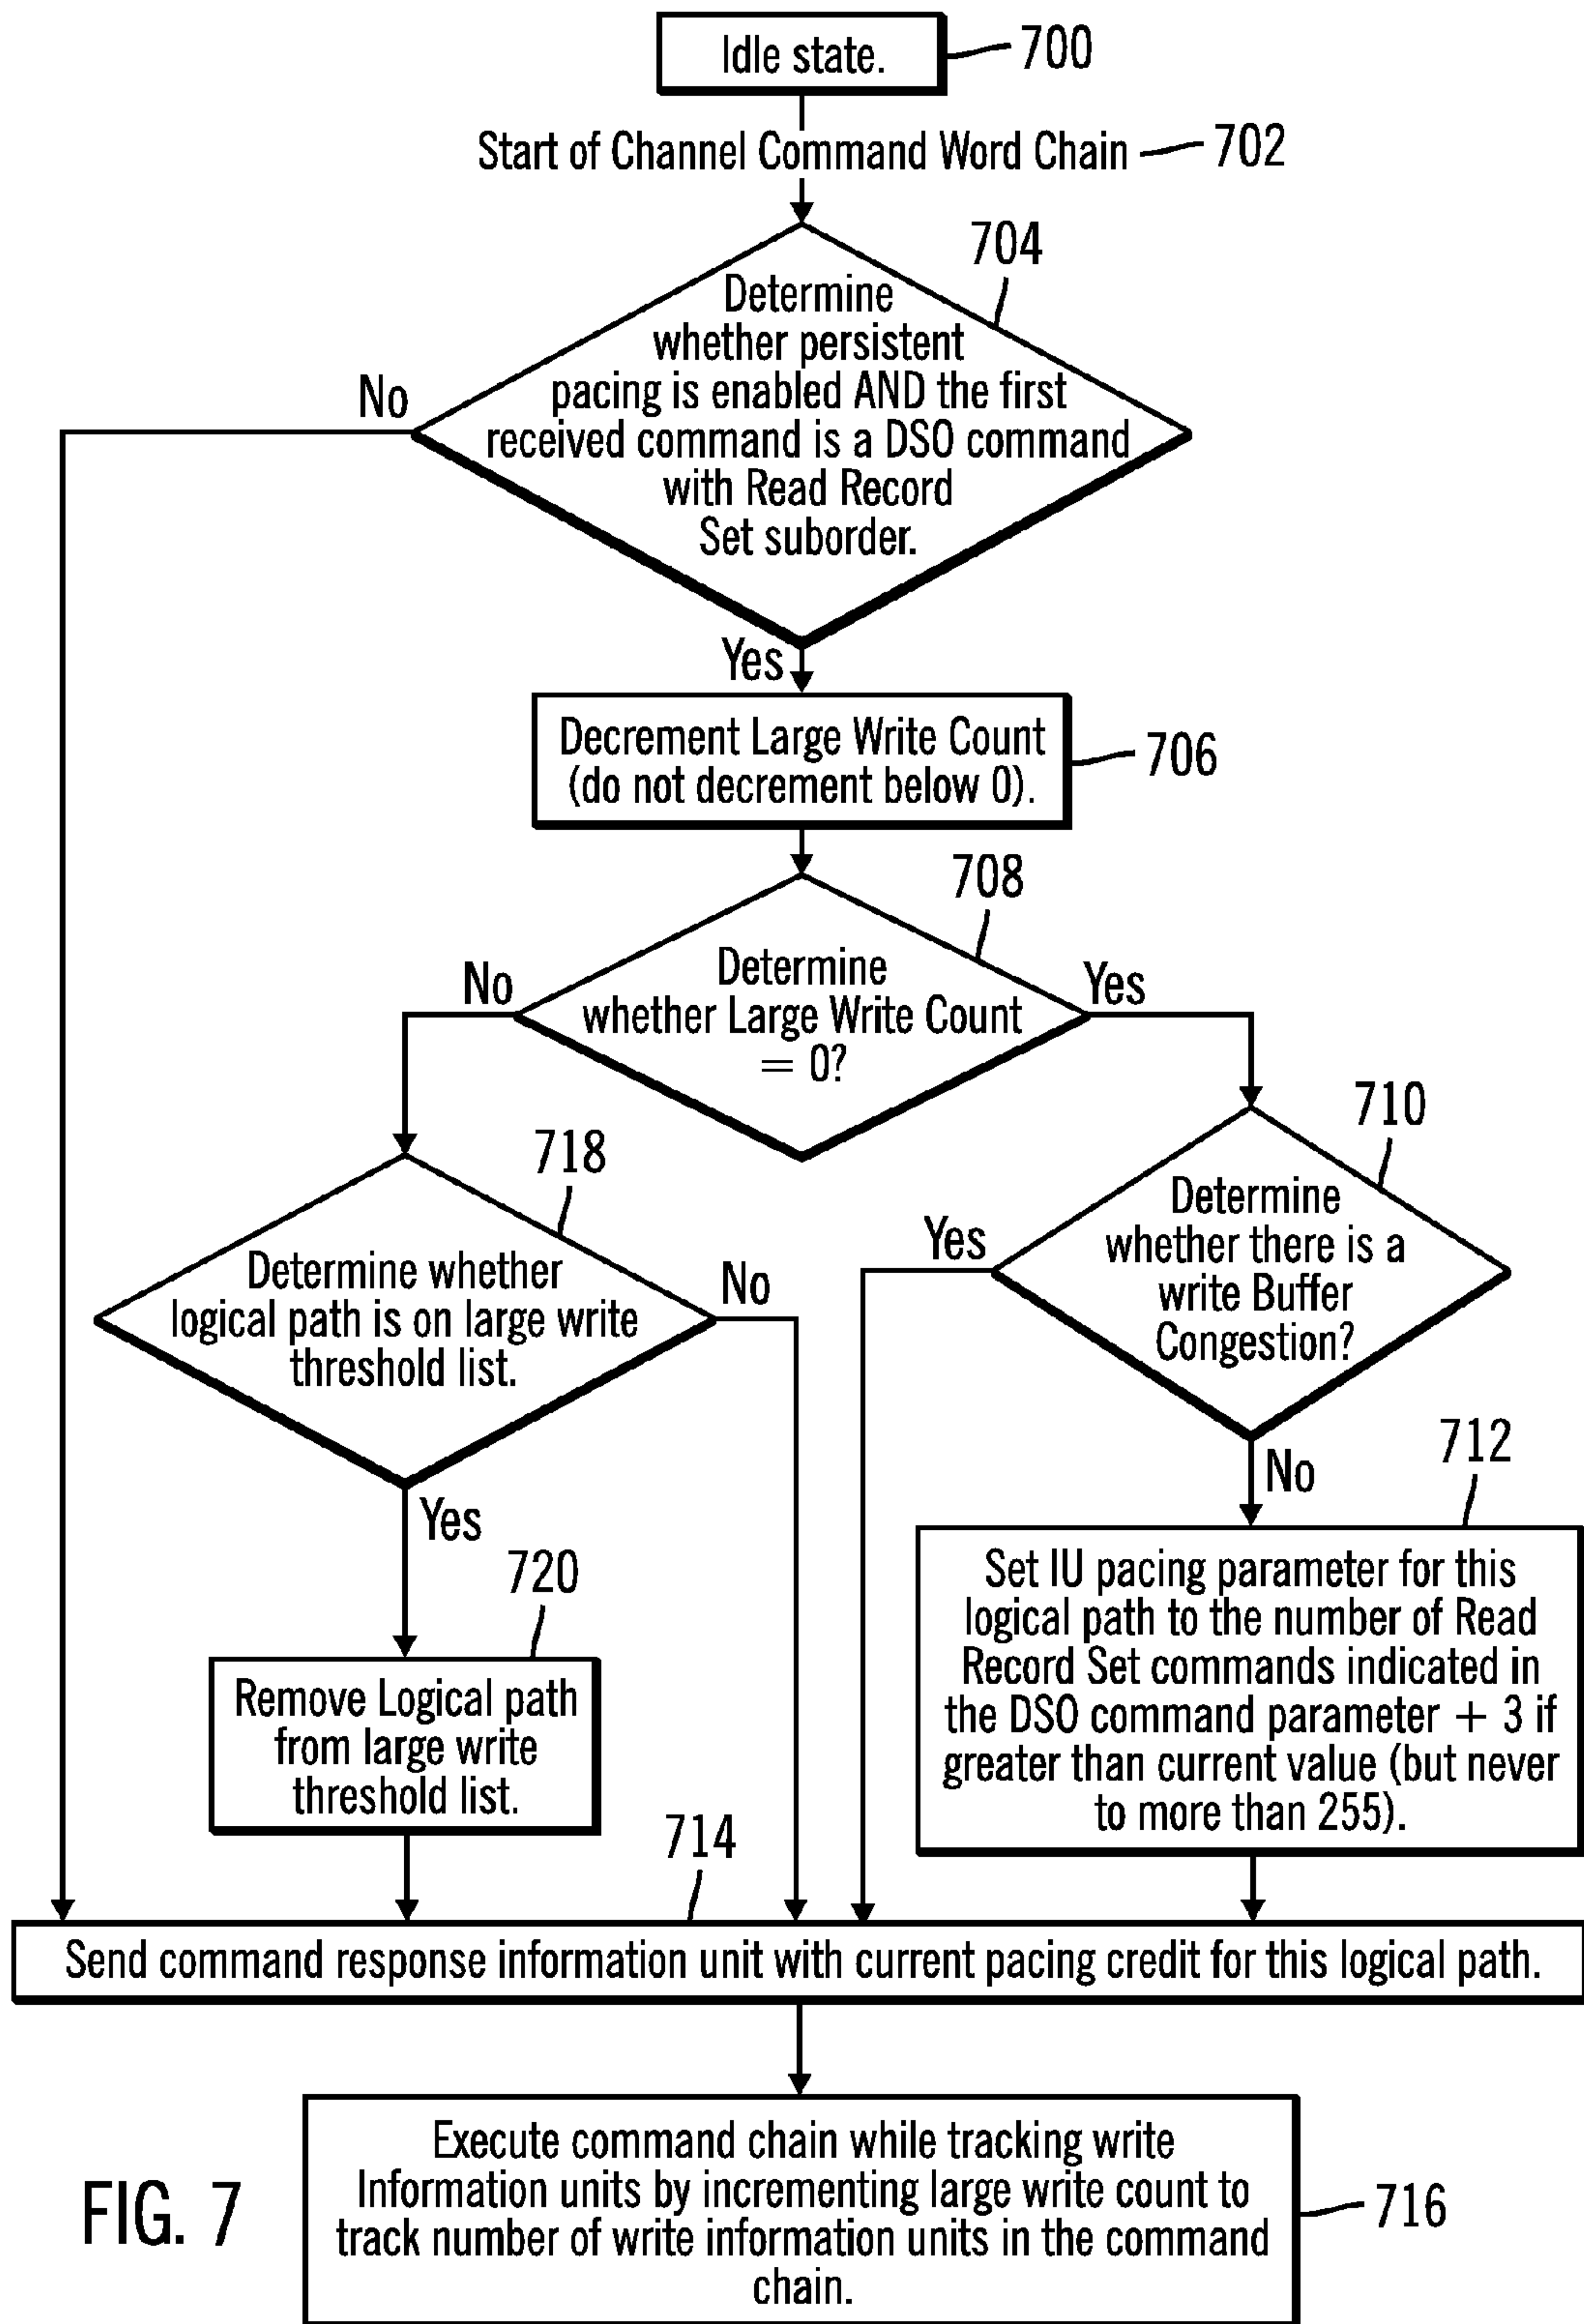 Idle state.
700
Start of Channel Command Word Chain
702
704
Determine
whether persistent
pacing is enabled AND the first
received command is a DSO command
with Read Record
Set suborder.
No
Yes
Decrement Large Write Count
(do not decrement below 0).
706
708
Determine
whether Large Write Count
= 0?
No
Yes
710
Determine
whether there is a
write Buffer
Congestion?
Yes
No
718
Determine whether
logical path is on large write
threshold list.
No
Yes
712
Set IU pacing parameter for this
logical path to the number of Read
Record Set commands indicated in
the DSO command parameter + 3 if
greater than current value (but never
to more than 255).
720
Remove Logical path
from large write
threshold list.
714
Send command response information unit with current pacing credit for this logical path.
Execute command chain while tracking write
Information units by incrementing large write count to
track number of write information units in the command
chain.
716
FIG. 7